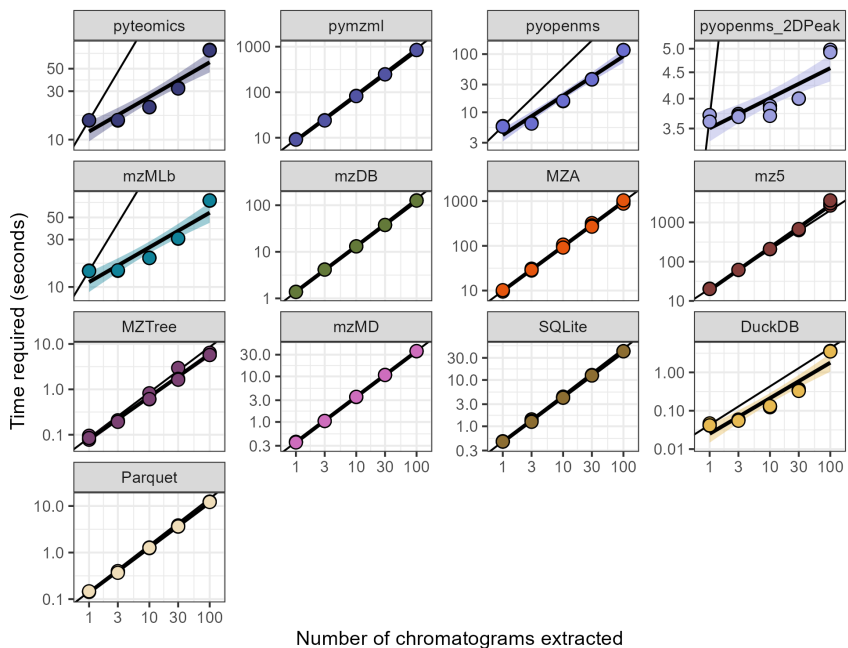 pyteomics
pymzml
pyopenms
pyopenms_2DPeak
50
30
10
1000
100
10
100
30
10
3
5.0
4.5
4.0
3.5
mzMLb
mzDB
MZA
mz5
50
30
10
100
10
1
1000
100
10
1000
100
10
MZTree
mzMD
SQLite
DuckDB
10.0
1.0
0.1
30.0
10.0
3.0
1.0
0.3
30.0
10.0
3.0
1.0
0.3
1.00
0.10
0.01
1 3 10 30 100
1 3 10 30 100
1 3 10 30 100
Parquet
10.0
1.0
0.1
1 3 10 30 100
Time required (seconds)
Number of chromatograms extracted